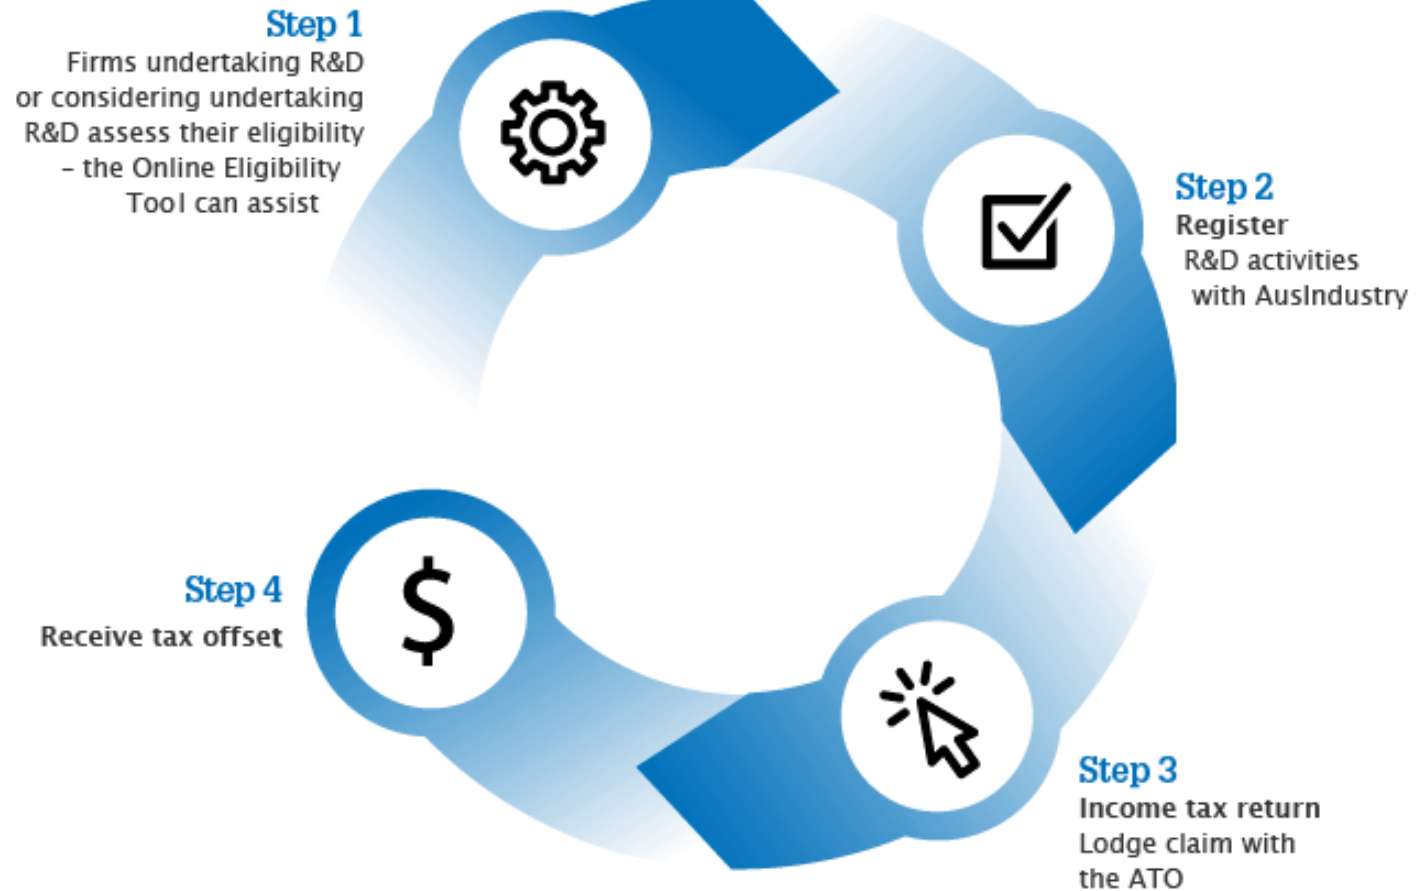 Step 1
Firms undertaking R&D
or considering undertaking
R&D assess their eligibility
– the Online Eligibility
Tool can assist
Step 2
Register
R&D activities
with AusIndustry
Step 3
Income tax return
Lodge claim with
the ATO
Step 4
Receive tax offset
$